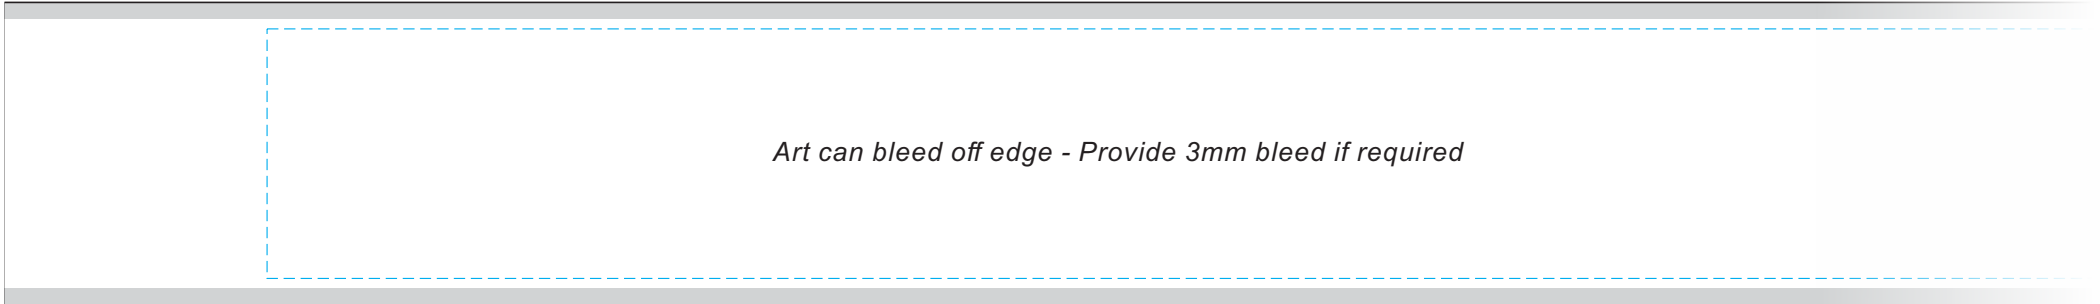 Art can bleed off edge - Provide 3mm bleed if required